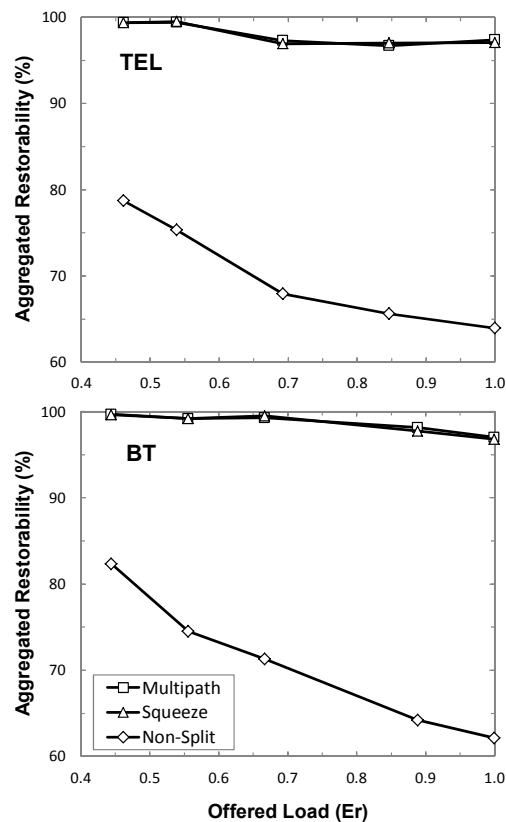 TEL
Aggregated Restorability (%)
100
90
80
70
60
0.4 0.5 0.6 0.7 0.8 0.9 1.0
BT
Aggregated Restorability (%)
100
90
80
70
60
Multipath
Squeeze
Non-Split
0.4 0.5 0.6 0.7 0.8 0.9 1.0
Offered Load (Er)